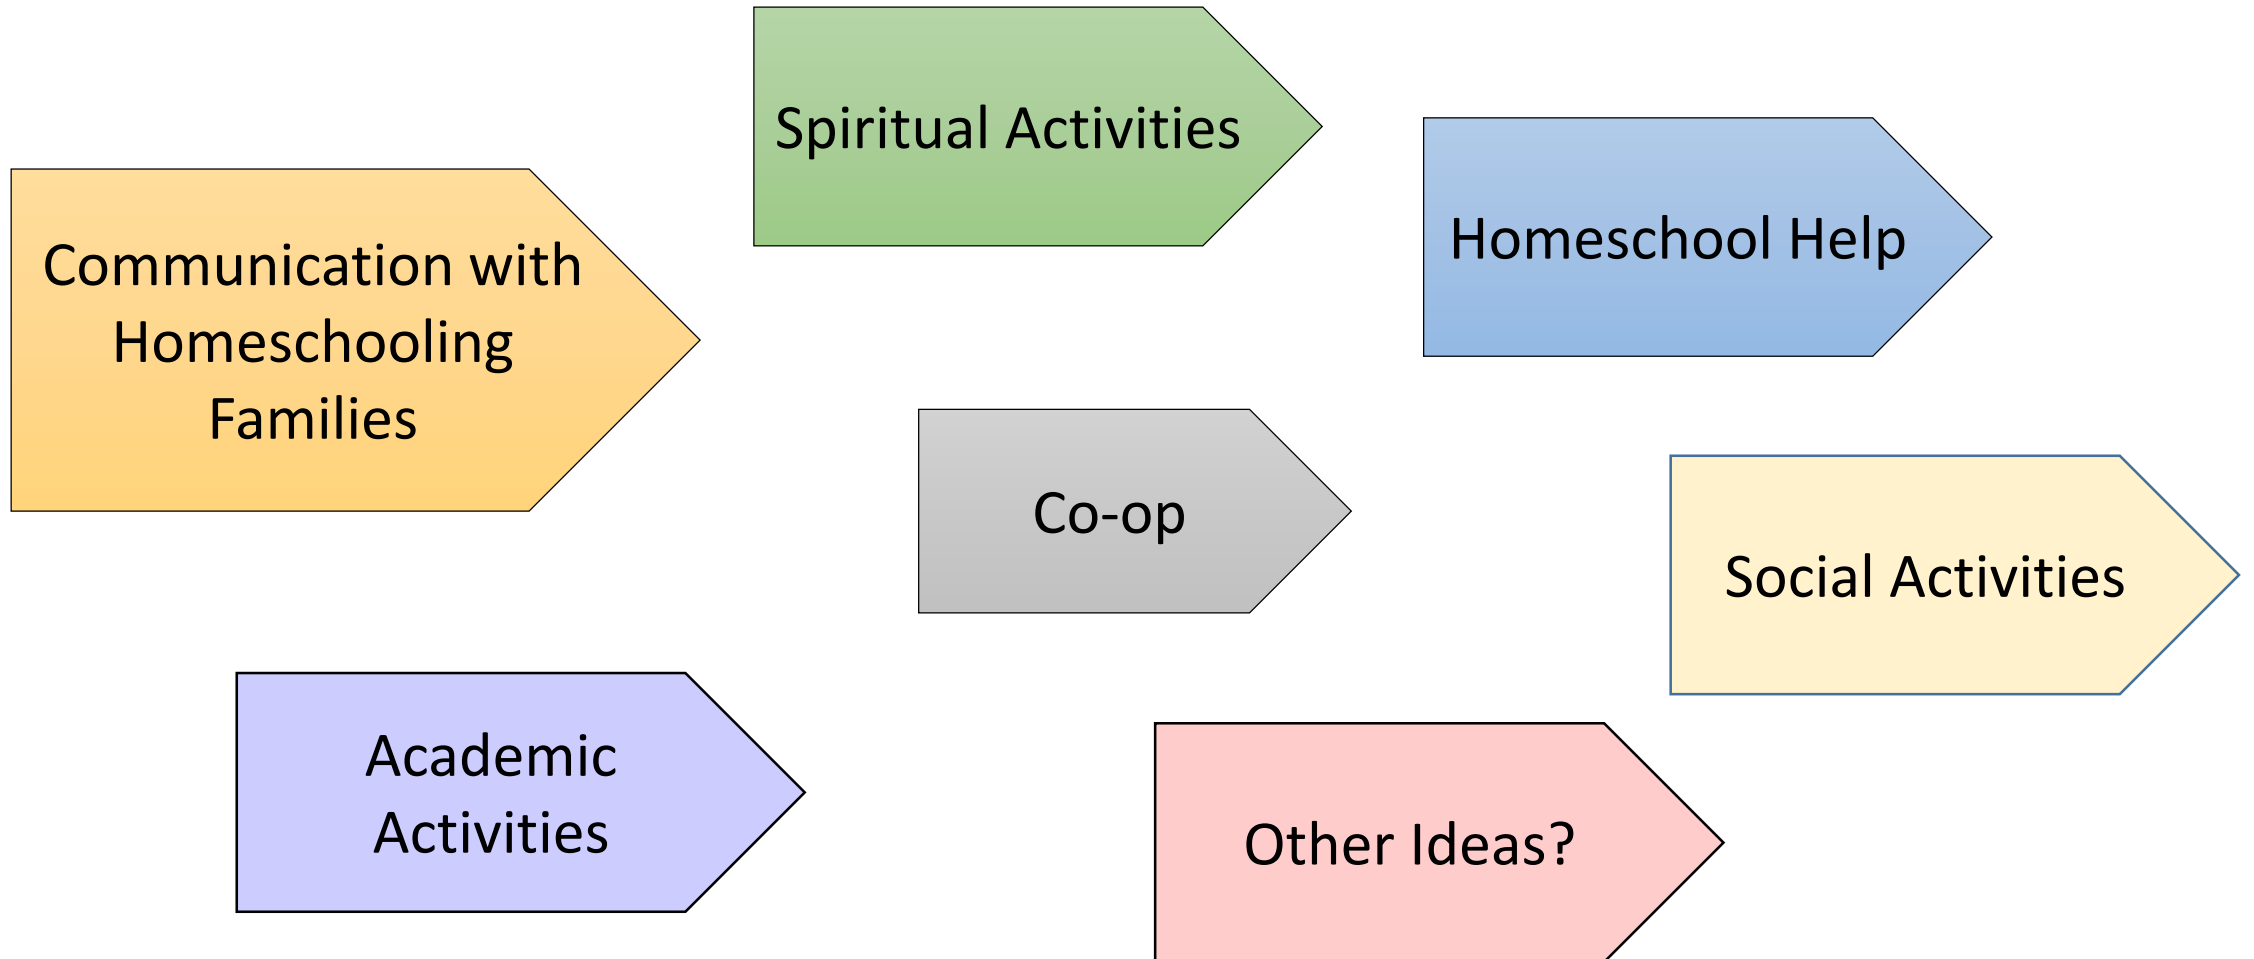 Spiritual Activities
Homeschool Help
Communication with
Homeschooling
Families
Co-op
Social Activities
Academic
Activities
Other Ideas?